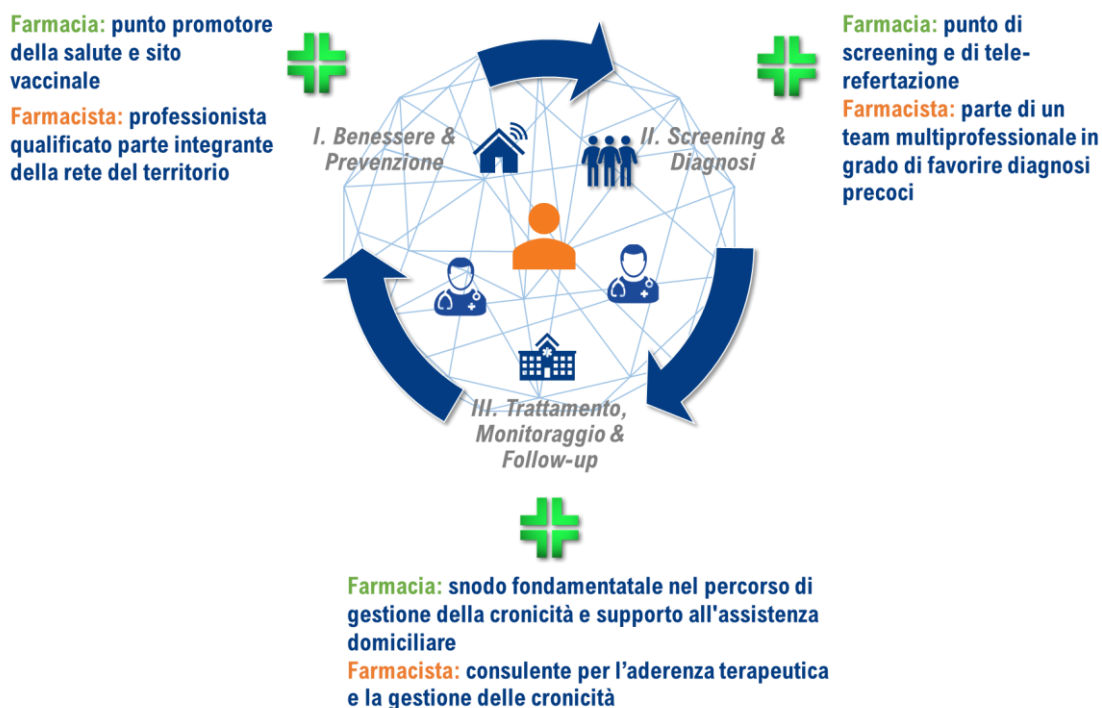 Farmacia: punto promotore
della salute e sito
vaccinale
Farmacista: professionista
qualificato parte integrante
della rete del territorio
I. Benessere &
Prevenzione
II. Screening &
Diagnosi
Farmacia: punto di
screening e di tele-
refertazione
Farmacista: parte di un
team multiprofessionale in
grado di favorire diagnosi
precoci
III. Trattamento,
Monitoraggio &
Follow-up
Farmacia: snodo fondamentatale nel percorso di
gestione della cronicità e supporto all'assistenza
domiciliare
Farmacista: consulente per l’aderenza terapeutica
e la gestione delle cronicità